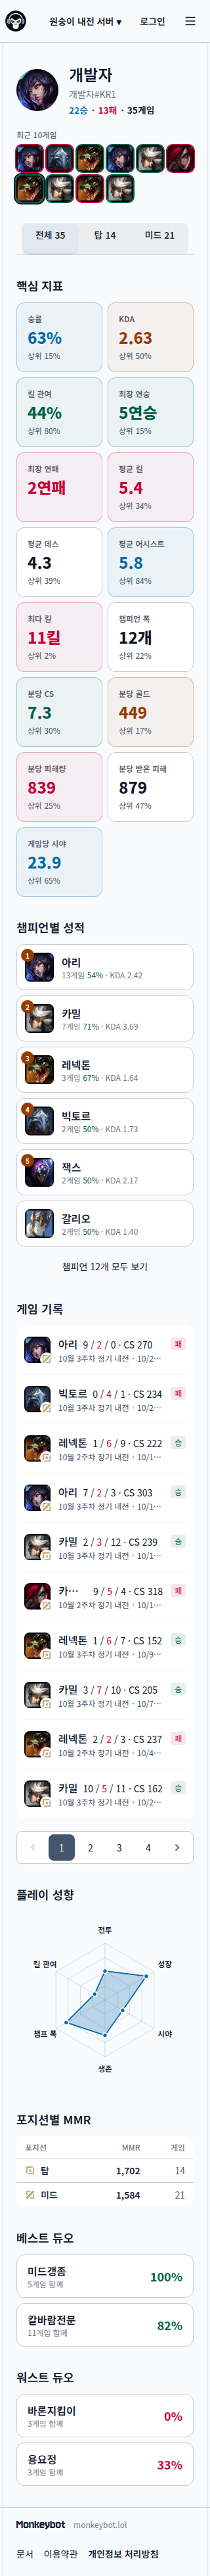 원숭이 내전 서버 ▾ 로그인
개발자
개발자#KR1
22승 · 13패 · 35게임
최근 10게임
전체 35 탑 14 미드 21
핵심 지표
승률 KDA
63% 2.63
상위 15% 상위 50%
킬 관여 최장 연승
44% 5연승
상위 80% 상위 15%
최장 연패 평균 킬
2연패 5.4
상위 34%
평균 데스 평균 어시스트
4.3 5.8
상위 39% 상위 84%
최다 킬 챔피언 폭
11킬 12개
상위 2% 상위 22%
분당 CS 분당 골드
7.3 449
상위 30% 상위 17%
분당 피해량 분당 받은 피해
839 879
상위 25% 상위 47%
게임당 시야
23.9
상위 65%
챔피언별 성적
1 아리
13게임 54% · KDA 2.42
2 카밀
7게임 71% · KDA 3.69
3 레넥톤
3게임 67% · KDA 1.64
4 빅토르
2게임 50% · KDA 1.73
5 잭스
2게임 50% · KDA 2.17
갈리오
2게임 50% · KDA 1.40
챔피언 12개 모두 보기
게임 기록
아리 9 / 2 / 0 · CS 270 패
10월 3주차 정기 내전 · 10/2···
빅토르 0 / 4 / 1 · CS 234 패
10월 3주차 정기 내전 · 10/2···
레넥톤 1 / 6 / 9 · CS 222 승
10월 2주차 정기 내전 · 10/1···
아리 7 / 2 / 3 · CS 303 승
10월 3주차 정기 내전 · 10/1···
카밀 2 / 3 / 12 · CS 239 승
10월 3주차 정기 내전 · 10/1···
카··· 9 / 5 / 4 · CS 318 패
10월 2주차 정기 내전 · 10/1···
레넥톤 1 / 6 / 7 · CS 152 승
10월 3주차 정기 내전 · 10/9···
카밀 3 / 7 / 10 · CS 205 승
10월 3주차 정기 내전 · 10/7···
레넥톤 2 / 2 / 3 · CS 237 패
10월 2주차 정기 내전 · 10/4···
카밀 10 / 5 / 11 · CS 162 승
10월 3주차 정기 내전 · 10/2···
1 2 3 4
플레이 성향
전투
킬 관여 성장
챔프 폭 시야
생존
포지션별 MMR
포지션 MMR 게임
탑 1,702 14
미드 1,584 21
베스트 듀오
미드갱좀 100%
5게임 함께
칼바람전문 82%
11게임 함께
워스트 듀오
바론지킴이 0%
3게임 함께
용요정 33%
3게임 함께
Monkeybot monkeybot.lol
문서 이용약관 개인정보 처리방침